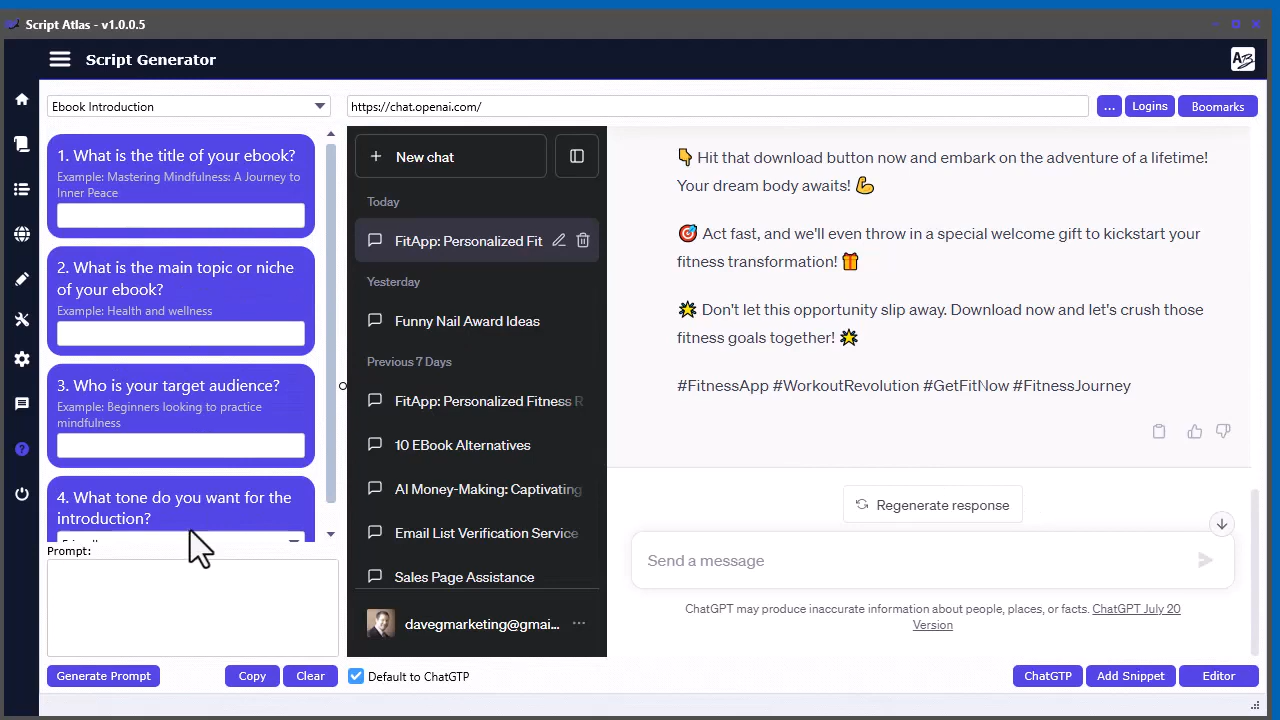 Script Atlas - v1.0.0.5
Script Generator
AB
Ebook Introduction
https://chat.openai.com/
...
Logins
Boomarks
1. What is the title of your ebook?
Example: Mastering Mindfulness: A Journey to
Inner Peace
2. What is the main topic or niche
of your ebook?
Example: Health and wellness
3. Who is your target audience?
Example: Beginners looking to practice
mindfulness
4. What tone do you want for the
introduction?
Prompt:
Generate Prompt
Copy
Clear
New chat
Today
FitApp: Personalized Fit
Yesterday
Funny Nail Award Ideas
Previous 7 Days
FitApp: Personalized Fitness R
10 EBook Alternatives
AI Money-Making: Captivating
Email List Verification Service
Sales Page Assistance
davegmarketing@gmai...
👇 Hit that download button now and embark on the adventure of a lifetime!
Your dream body awaits! 💪
🎯 Act fast, and we'll even throw in a special welcome gift to kickstart your
fitness transformation! 🎁
🌟 Don't let this opportunity slip away. Download now and let's crush those
fitness goals together! 🌟
#FitnessApp #WorkoutRevolution #GetFitNow #FitnessJourney
Regenerate response
Send a message
ChatGPT may produce inaccurate information about people, places, or facts. ChatGPT July 20
Version
Default to ChatGTP
ChatGTP
Add Snippet
Editor